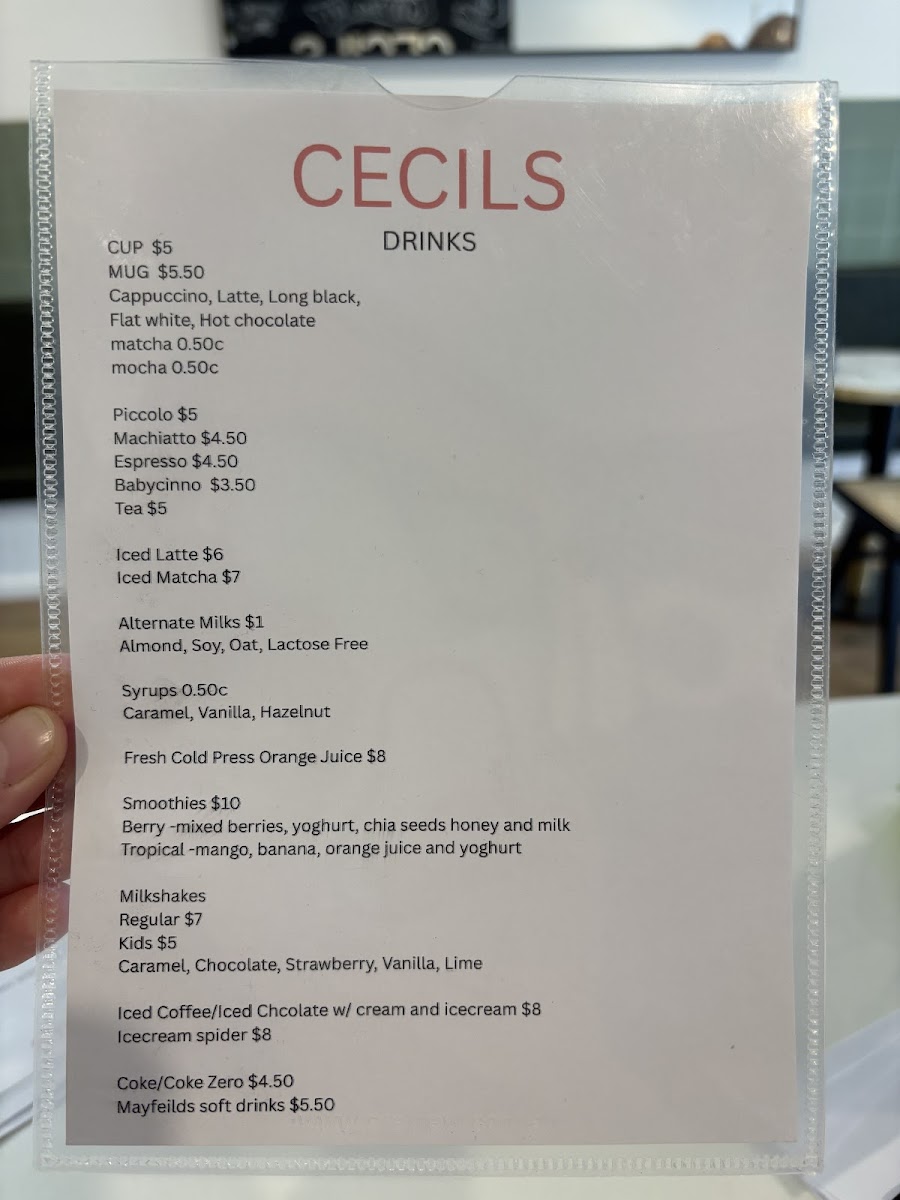 CECILS
DRINKS
CUP $5
MUG $5.50
Cappuccino, Latte, Long black,
Flat white, Hot chocolate
matcha 0.50c
mocha 0.50c
Piccolo $5
Machiatto $4.50
Espresso $4.50
Babycinno $3.50
Tea $5
Iced Latte $6
Iced Matcha $7
Alternate Milks $1
Almond, Soy, Oat, Lactose Free
Syrups 0.50c
Caramel, Vanilla, Hazelnut
Fresh Cold Press Orange Juice $8
Smoothies $10
Berry -mixed berries, yoghurt, chia seeds honey and milk
Tropical -mango, banana, orange juice and yoghurt
Milkshakes
Regular $7
Kids $5
Caramel, Chocolate, Strawberry, Vanilla, Lime
Iced Coffee/Iced Chcolate w/ cream and icecream $8
Icecream spider $8
Coke/Coke Zero $4.50
Mayfeilds soft drinks $5.50